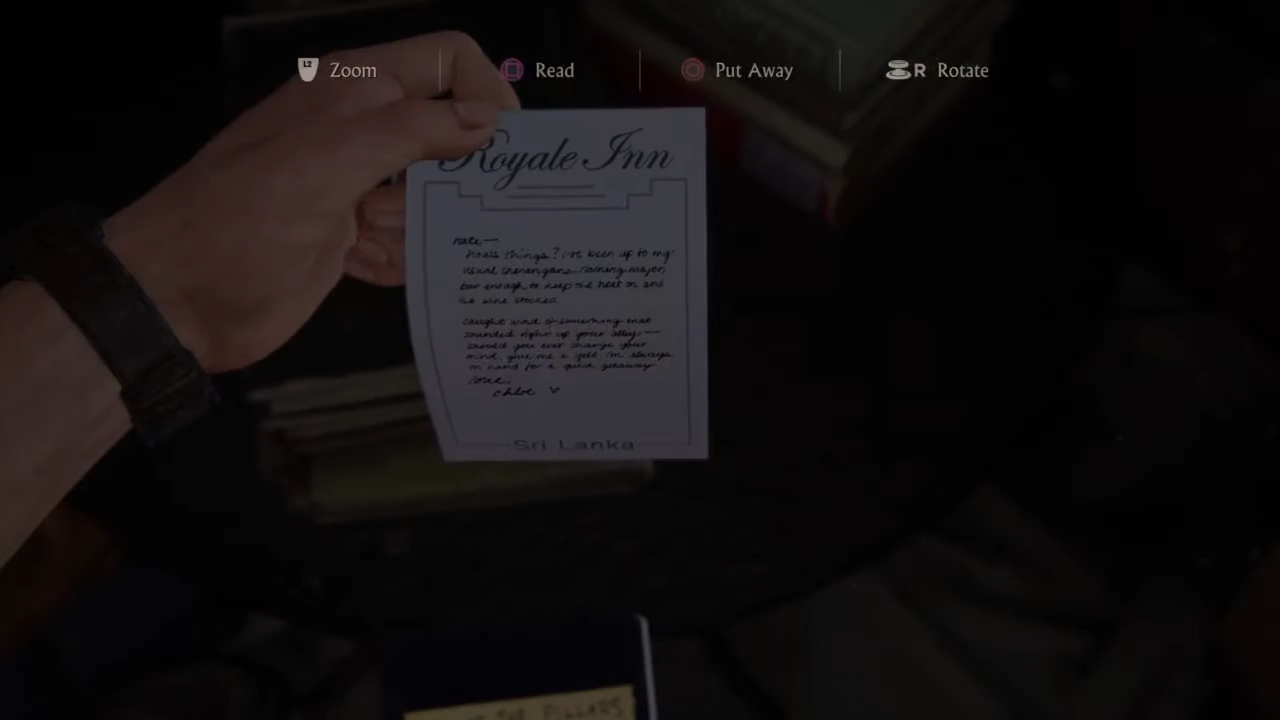 L2 Zoom
Read
Put Away
R Rotate
Royale Inn
nate—
how's things? i've been up to my
usual shenanigans. nothing major,
but enough to keep the heat on and
the wine stocked.
caught wind of something that
sounded right up your alley—
should you ever change your
mind, give me a yell. i'm always
on hand for a quick getaway
love,
chloe
Sri Lanka
THE PILLARS